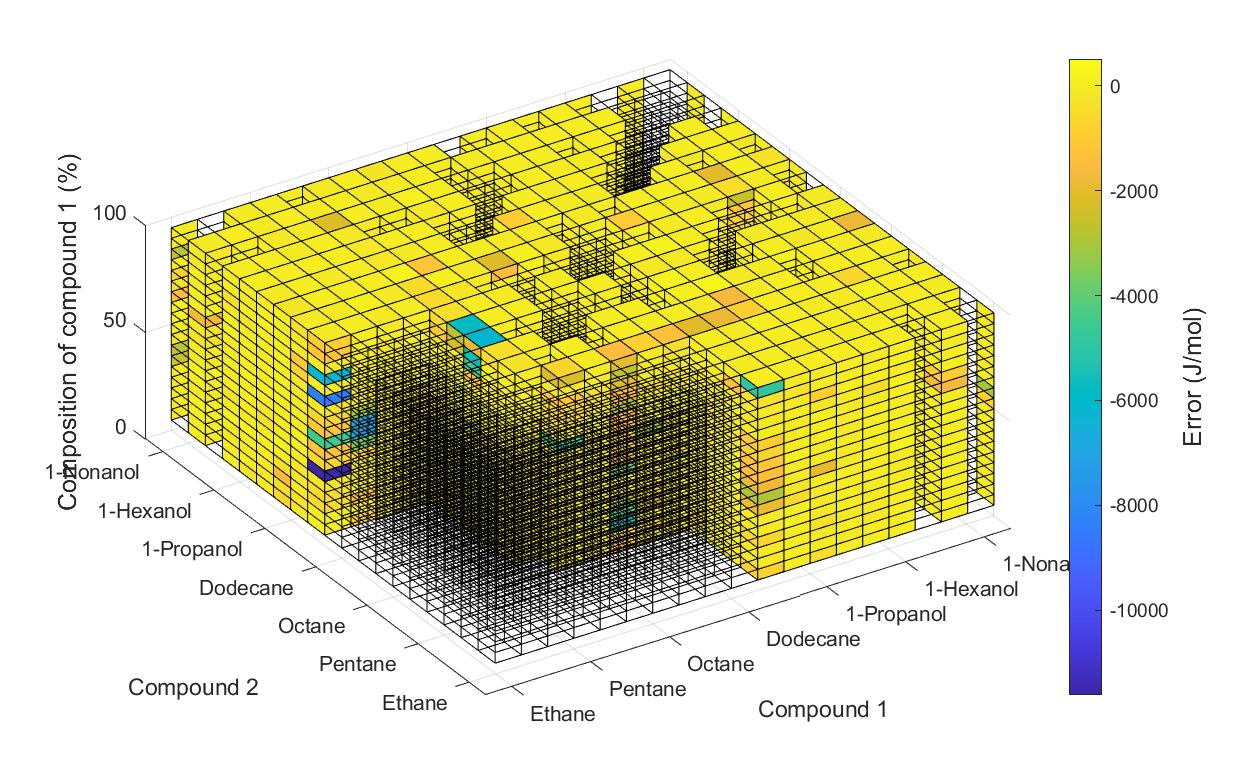 Composition of compound 1 (%)
100
50
0
1-Nonanol
1-Hexanol
1-Propanol
Dodecane
Octane
Pentane
Ethane
Compound 2
Ethane
Pentane
Octane
Dodecane
1-Propanol
1-Hexanol
1-Nona
Compound 1
0
-2000
-4000
-6000
-8000
-10000
Error (J/mol)